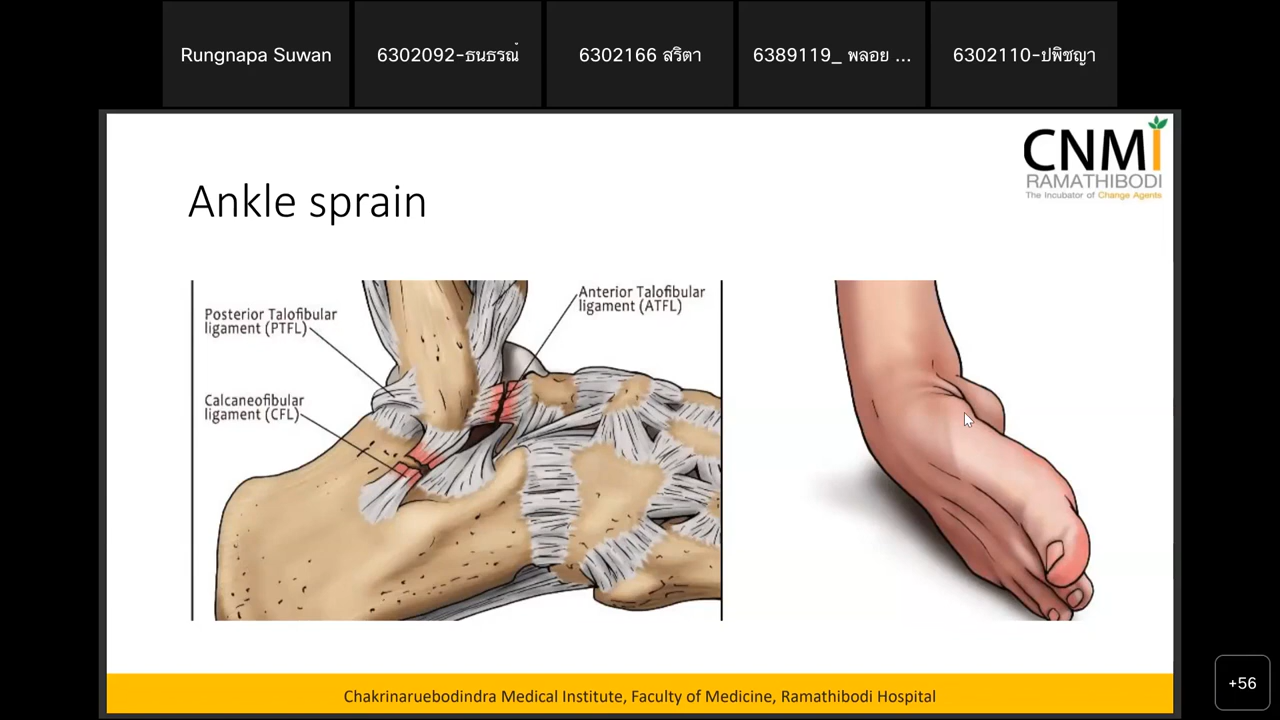 Rungnapa Suwan
6302092-ธนธรณ์
6302166 สริตา
6389119_ พลอย ...
6302110-ปพิชญา
CNMI
RAMATHIBODI
The Incubator of Change Agents
Ankle sprain
Posterior Talofibular
ligament (PTFL)
Anterior Talofibular
ligament (ATFL)
Calcaneofibular
ligament (CFL)
Chakrinaruebodindra Medical Institute, Faculty of Medicine, Ramathibodi Hospital
+56